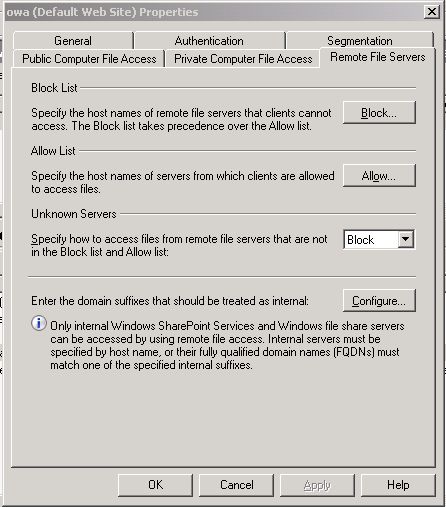 owa (Default Web Site) Properties
General Authentication Segmentation
Public Computer File Access Private Computer File Access Remote File Servers
Block List
Specify the host names of remote file servers that clients cannot
access. The Block list takes precedence over the Allow list.
Block...
Allow List
Specify the host names of servers from which clients are allowed
to access files.
Allow...
Unknown Servers
Specify how to access files from remote file servers that are not
in the Block list and Allow list:
Block
Enter the domain suffixes that should be treated as internal:
Configure...
Only internal Windows SharePoint Services and Windows file share servers
can be accessed by using remote file access. Internal servers must be
specified by host name, or their fully qualified domain names (FQDNs) must
match one of the specified internal suffixes.
OK Cancel Apply Help